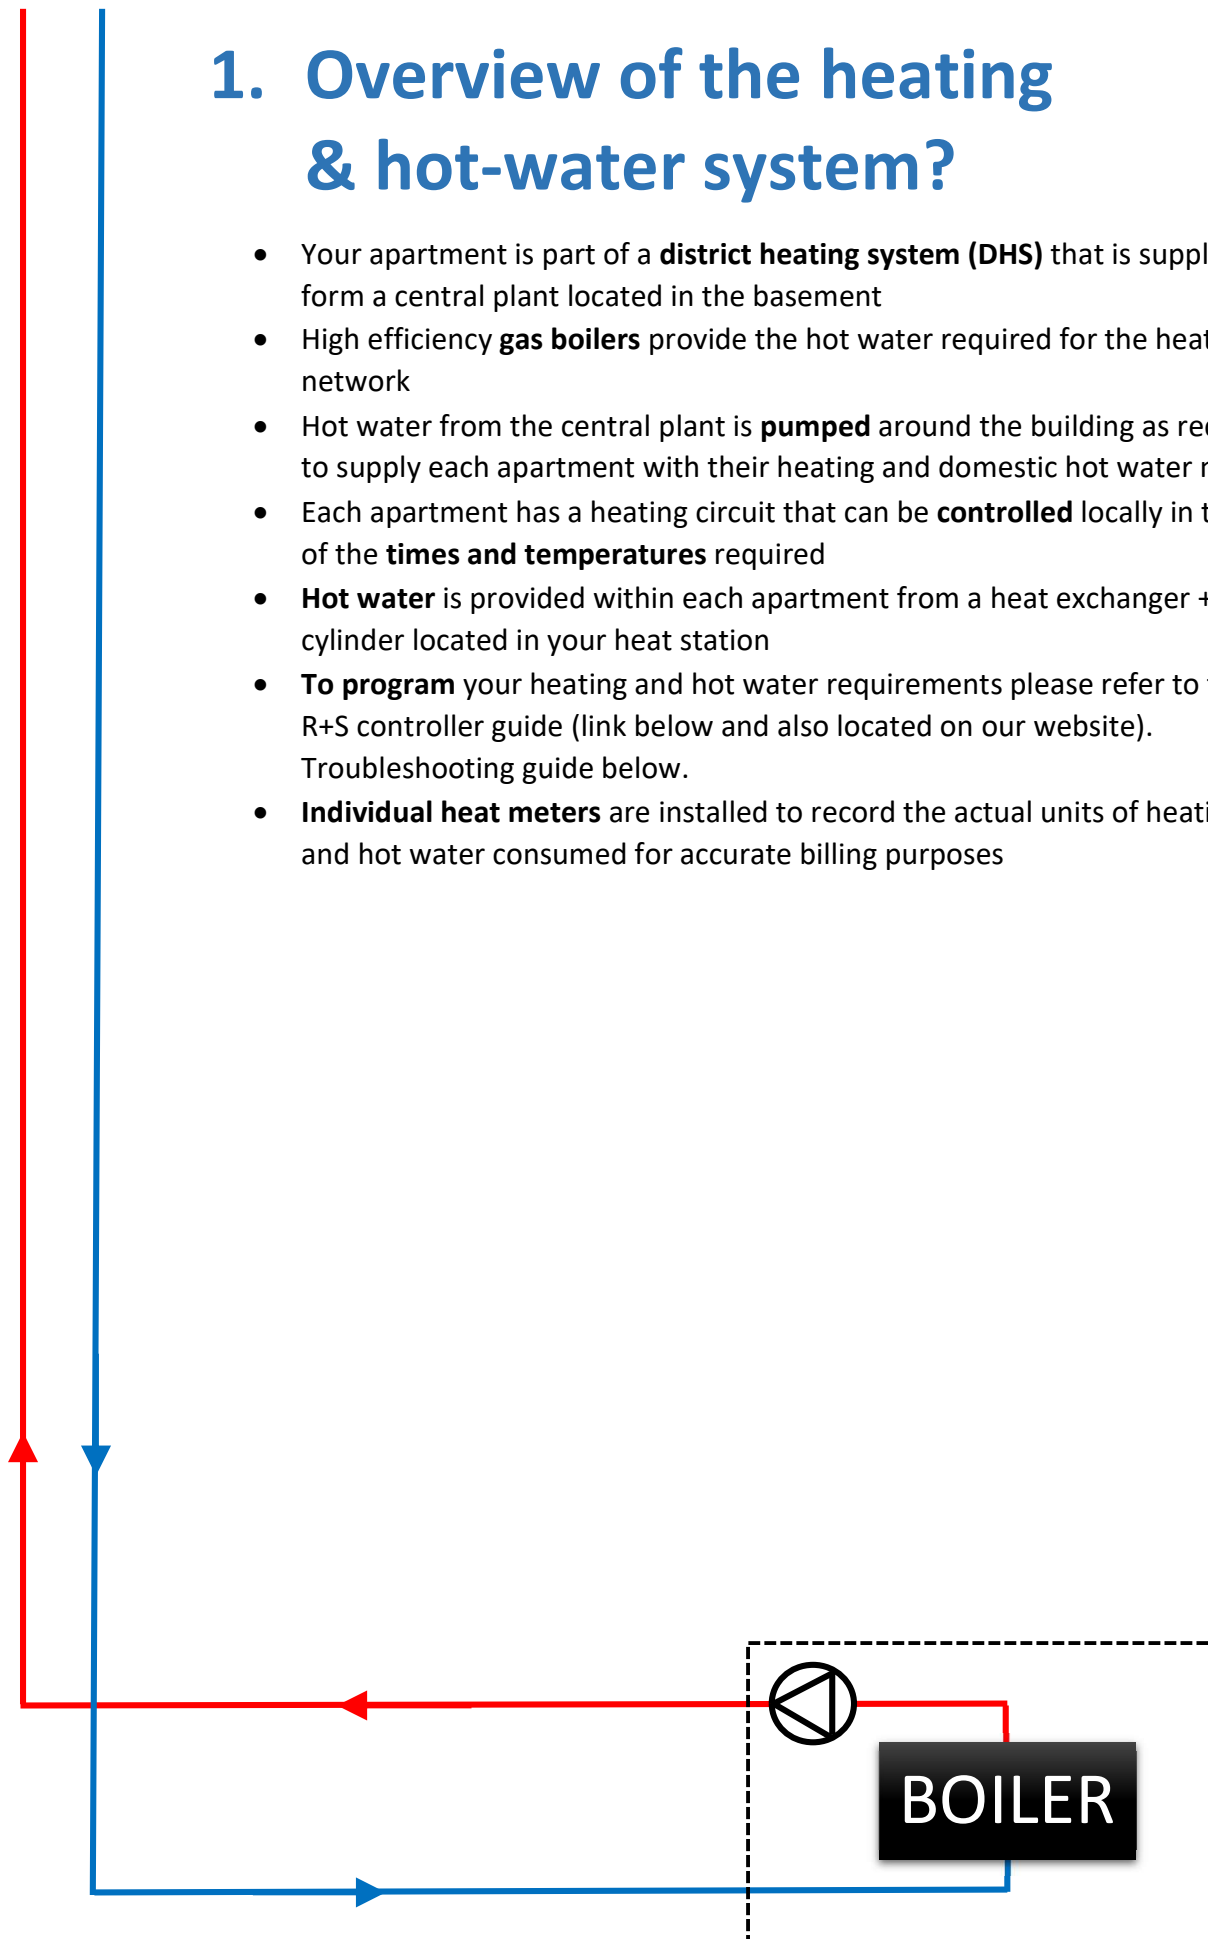 1. Overview of the heating
& hot-water system?
• Your apartment is part of a district heating system (DHS) that is suppl
form a central plant located in the basement
• High efficiency gas boilers provide the hot water required for the heat
network
• Hot water from the central plant is pumped around the building as re
to supply each apartment with their heating and domestic hot water
• Each apartment has a heating circuit that can be controlled locally in
of the times and temperatures required
• Hot water is provided within each apartment from a heat exchanger +
cylinder located in your heat station
• To program your heating and hot water requirements please refer to
R+S controller guide (link below and also located on our website).
Troubleshooting guide below.
• Individual heat meters are installed to record the actual units of heati
and hot water consumed for accurate billing purposes
BOILER